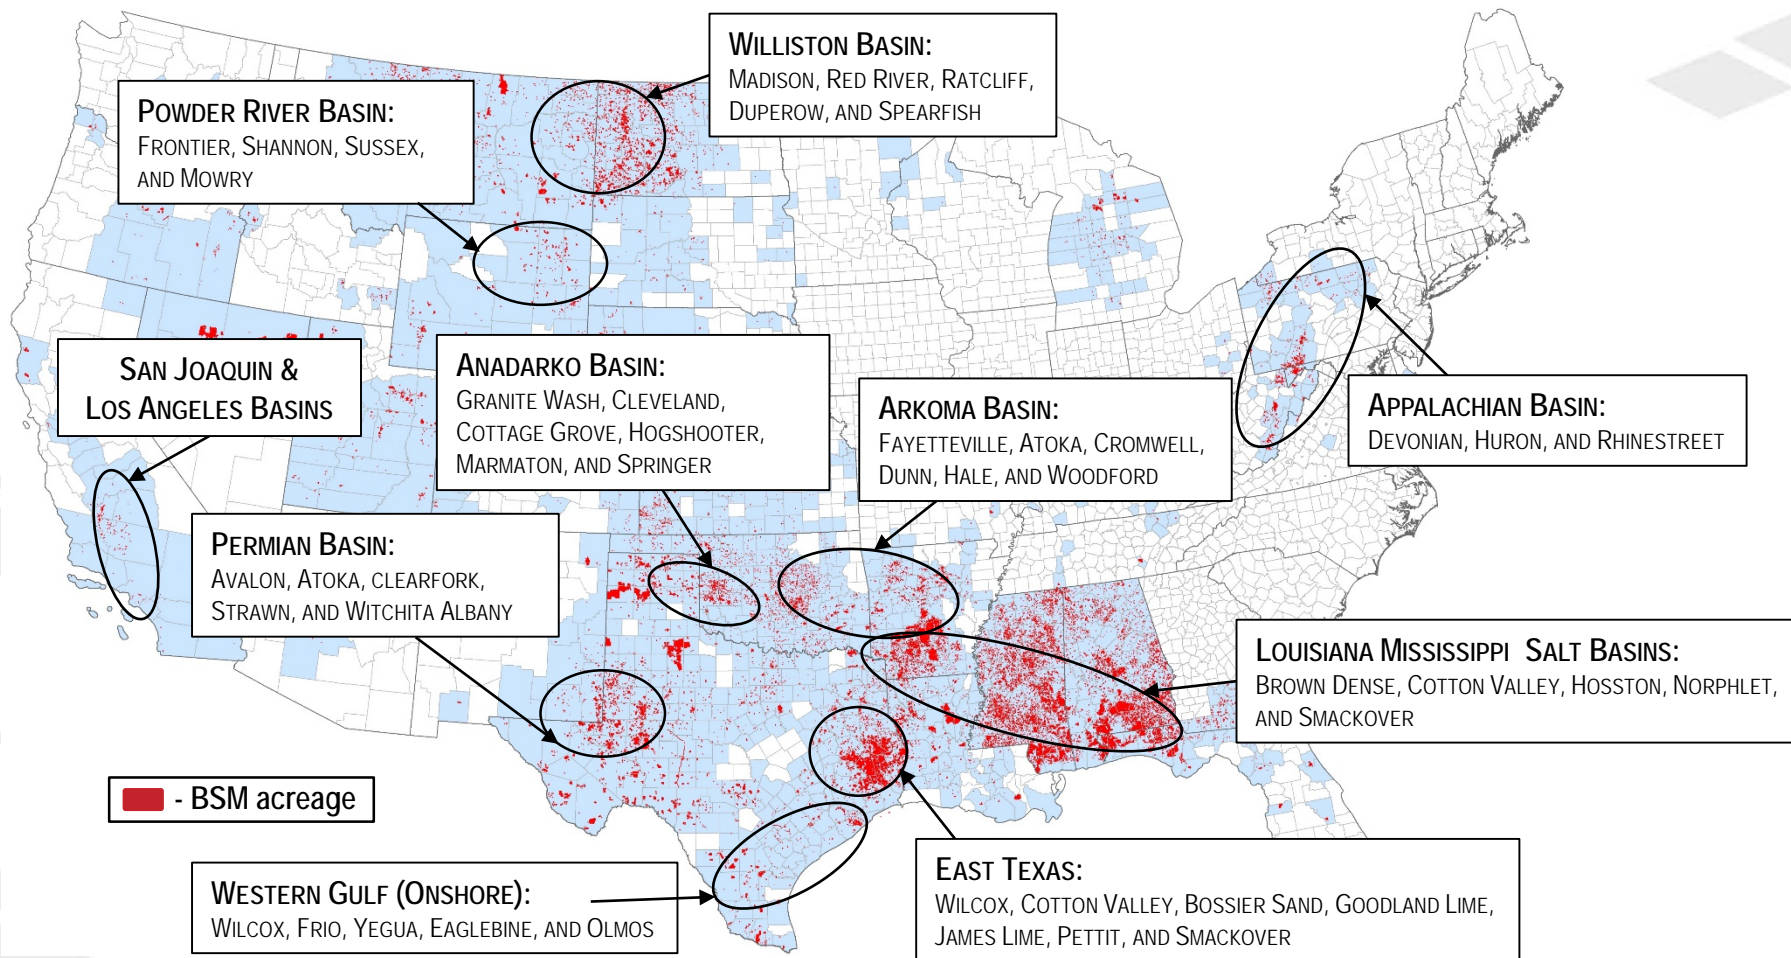 WILLISTON BASIN:
MADISON, RED RIVER, RATCLIFF,
DUPEROW, AND SPEARFISH
POWDER RIVER BASIN:
FRONTIER, SHANNON, SUSSEX,
AND MOWRY
SAN JOAQUIN &
LOS ANGELES BASINS
ANADARKO BASIN:
GRANITE WASH, CLEVELAND,
COTTAGE GROVE, HOGSHOOTER,
MARMATON, AND SPRINGER
ARKOMA BASIN:
FAYETTEVILLE, ATOKA, CROMWELL,
DUNN, HALE, AND WOODFORD
APPALACHIAN BASIN:
DEVONIAN, HURON, AND RHINESTREET
PERMIAN BASIN:
AVALON, ATOKA, CLEARFORK,
STRAWN, AND WITCHITA ALBANY
LOUISIANA MISSISSIPPI SALT BASINS:
BROWN DENSE, COTTON VALLEY, HOSSTON, NORPHLET,
AND SMACKOVER
- BSM acreage
WESTERN GULF (ONSHORE):
WILCOX, FRIO, YEGUA, EAGLEBINE, AND OLMOS
EAST TEXAS:
WILCOX, COTTON VALLEY, BOSSIER SAND, GOODLAND LIME,
JAMES LIME, PETTIT, AND SMACKOVER